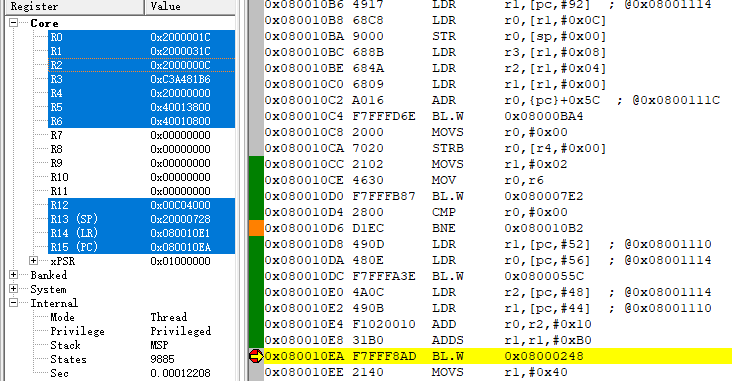 Register Value
Core
R0 0x2000001C
R1 0x2000031C
R2 0x2000000C
R3 0xC3A481B6
R4 0x20000000
R5 0x40013800
R6 0x40010800
R7 0x00000000
R8 0x00000000
R9 0x00000000
R10 0x00000000
R11 0x00000000
R12 0x00C04000
R13 (SP) 0x20000728
R14 (LR) 0x080010E1
R15 (PC) 0x080010EA
xPSR 0x01000000
Banked
System
Internal
Mode Thread
Privilege Privileged
Stack MSP
States 9885
Sec 0.00012208
0x080010B6 4917 LDR r1,[pc,#92] ; @0x08001114
0x080010B8 68C8 LDR r0,[r1,#0x0C]
0x080010BA 9000 STR r0,[sp,#0x00]
0x080010BC 688B LDR r3,[r1,#0x08]
0x080010BE 684A LDR r2,[r1,#0x04]
0x080010C0 6809 LDR r1,[r1,#0x00]
0x080010C2 A016 ADR r0,{pc}+0x5C ; @0x0800111C
0x080010C4 F7FFFD6E BL.W 0x08000BA4
0x080010C8 2000 MOVS r0,#0x00
0x080010CA 7020 STRB r0,[r4,#0x00]
0x080010CC 2102 MOVS r1,#0x02
0x080010CE 4630 MOV r0,r6
0x080010D0 F7FFFB87 BL.W 0x080007E2
0x080010D4 2800 CMP r0,#0x00
0x080010D6 D1EC BNE 0x080010B2
0x080010D8 490D LDR r1,[pc,#52] ; @0x08001110
0x080010DA 480E LDR r0,[pc,#56] ; @0x08001114
0x080010DC F7FFFA3E BL.W 0x0800055C
0x080010E0 4A0C LDR r2,[pc,#48] ; @0x08001114
0x080010E2 490B LDR r1,[pc,#44] ; @0x08001110
0x080010E4 F1020010 ADD r0,r2,#0x10
0x080010E8 31B0 ADDS r1,r1,#0xB0
0x080010EA F7FFF8AD BL.W 0x08000248
0x080010EE 2140 MOVS r1,#0x40